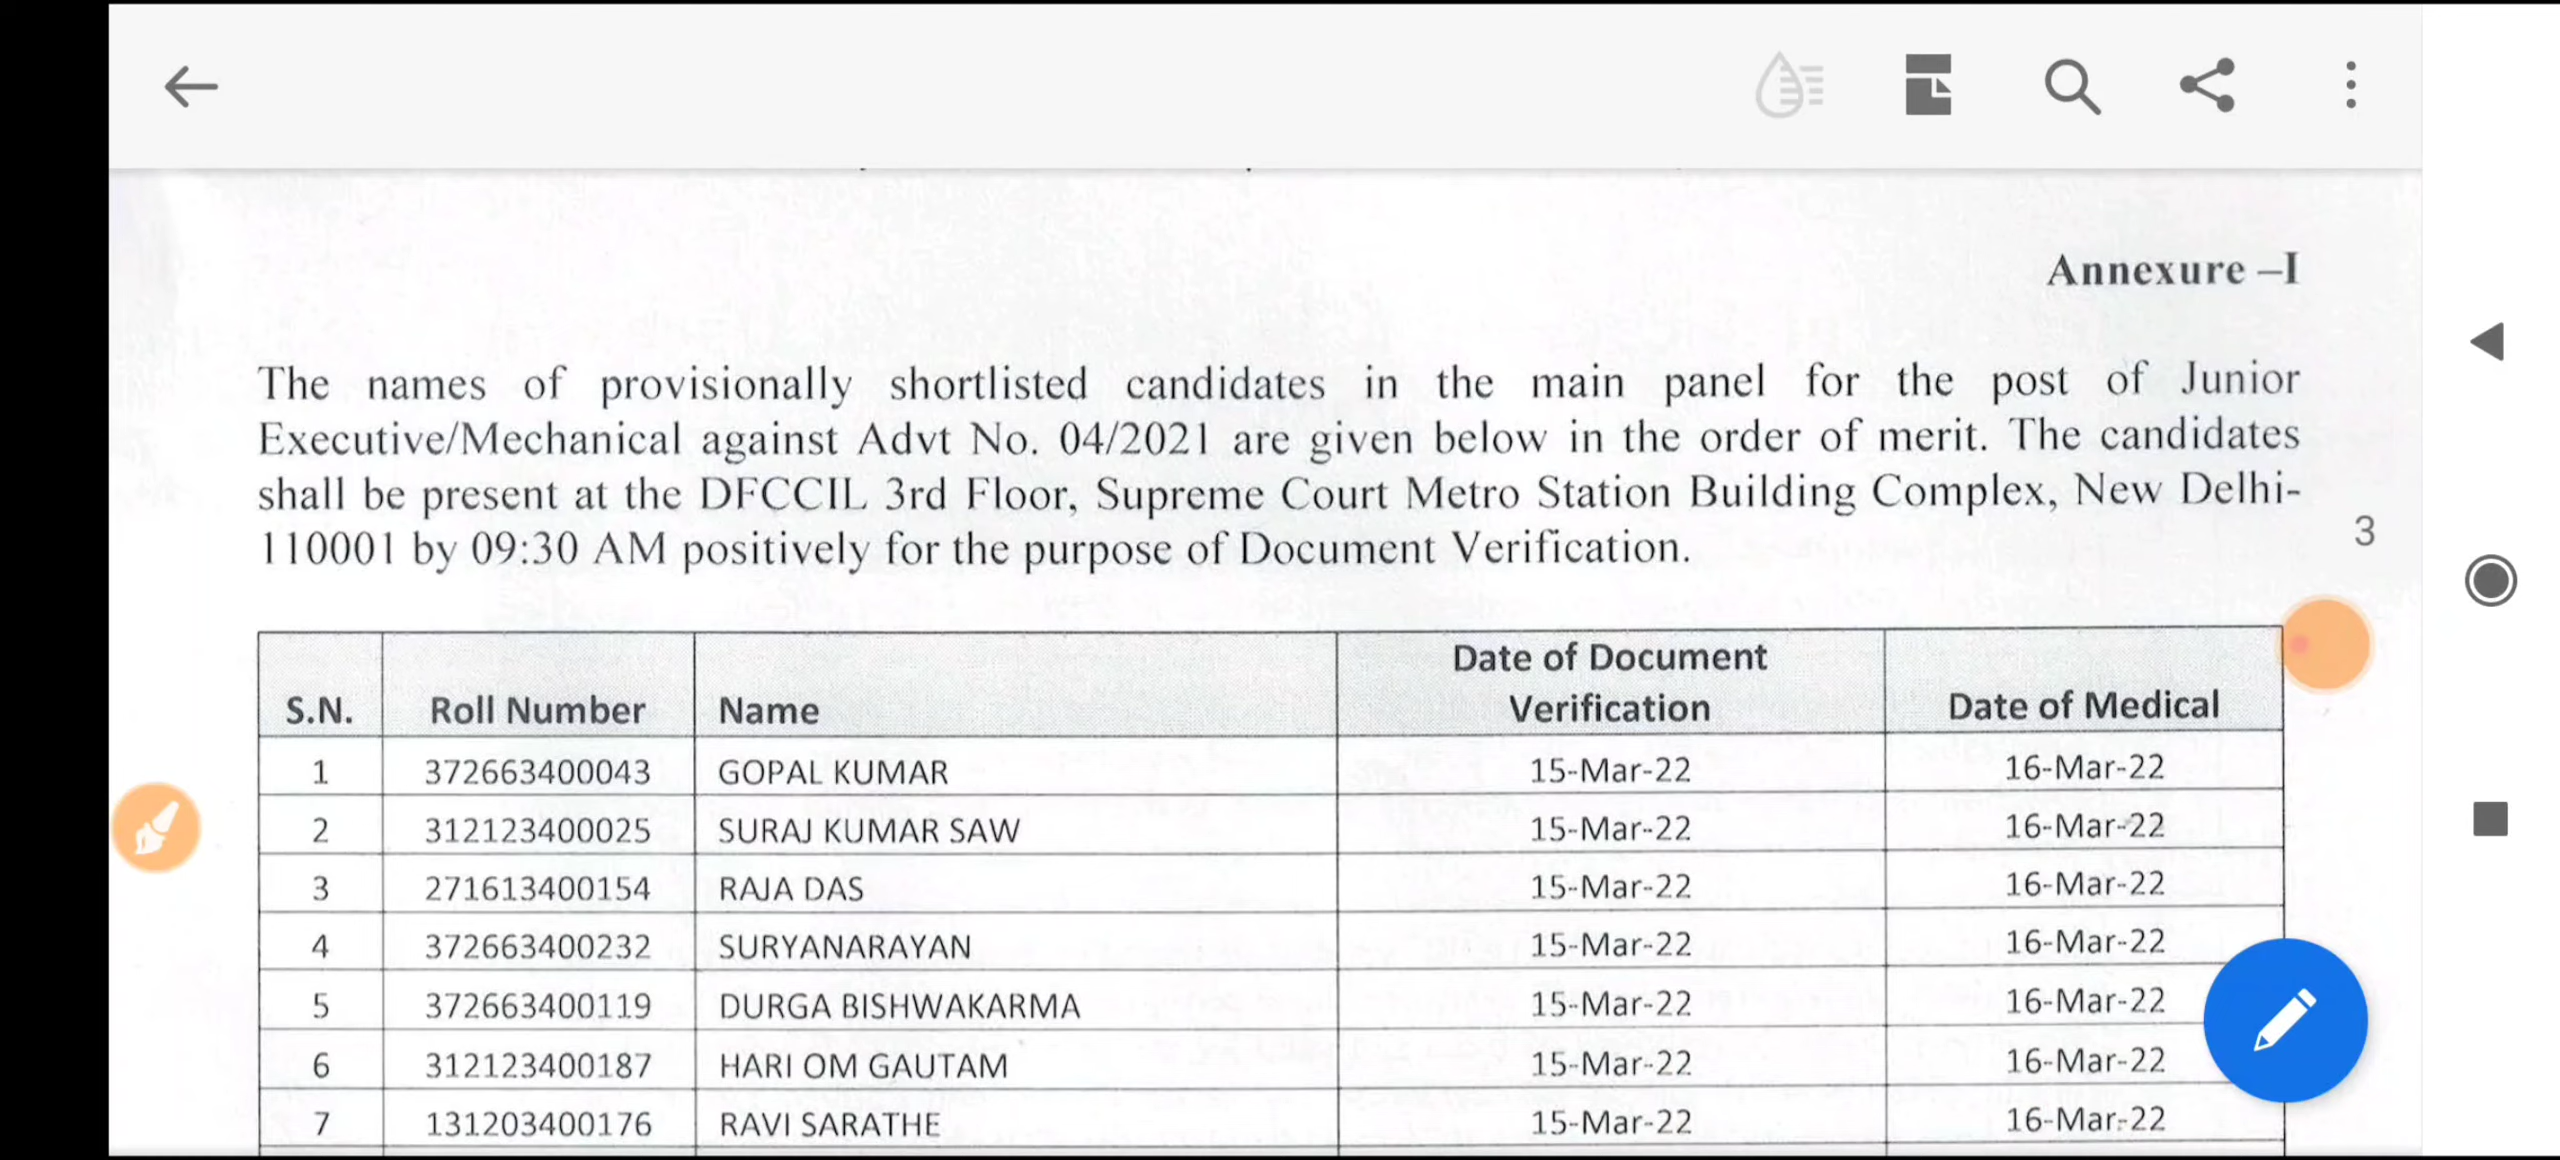 Annexure –I
The names of provisionally shortlisted candidates in the main panel for the post of Junior
Executive/Mechanical against Advt No. 04/2021 are given below in the order of merit. The candidates
shall be present at the DFCCIL 3rd Floor, Supreme Court Metro Station Building Complex, New Delhi-
110001 by 09:30 AM positively for the purpose of Document Verification.
3
S.N. Roll Number Name Date of Document Verification Date of Medical
1 372663400043 GOPAL KUMAR 15-Mar-22 16-Mar-22
2 312123400025 SURAJ KUMAR SAW 15-Mar-22 16-Mar-22
3 271613400154 RAJA DAS 15-Mar-22 16-Mar-22
4 372663400232 SURYANARAYAN 15-Mar-22 16-Mar-22
5 372663400119 DURGA BISHWAKARMA 15-Mar-22 16-Mar-22
6 312123400187 HARI OM GAUTAM 15-Mar-22 16-Mar-22
7 131203400176 RAVI SARATHE 15-Mar-22 16-Mar-22